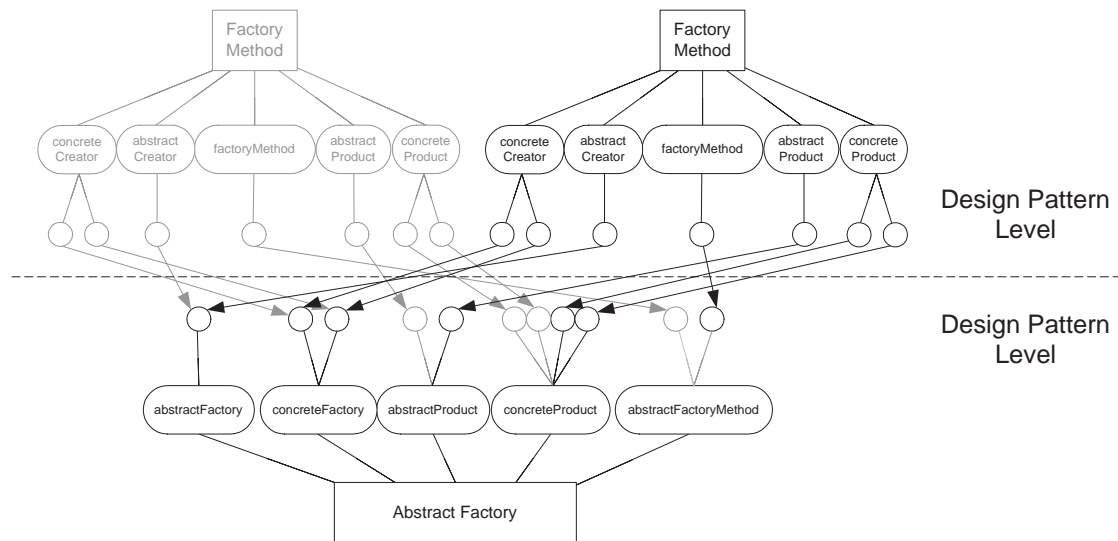 Factory
Method
Factory
Method
concrete
Creator
abstract
Creator
factoryMethod
abstract
Product
concrete
Product
concrete
Creator
abstract
Creator
factoryMethod
abstract
Product
concrete
Product
Design Pattern
Level
Design Pattern
Level
abstractFactory
concreteFactory
abstractProduct
concreteProduct
abstractFactoryMethod
Abstract Factory